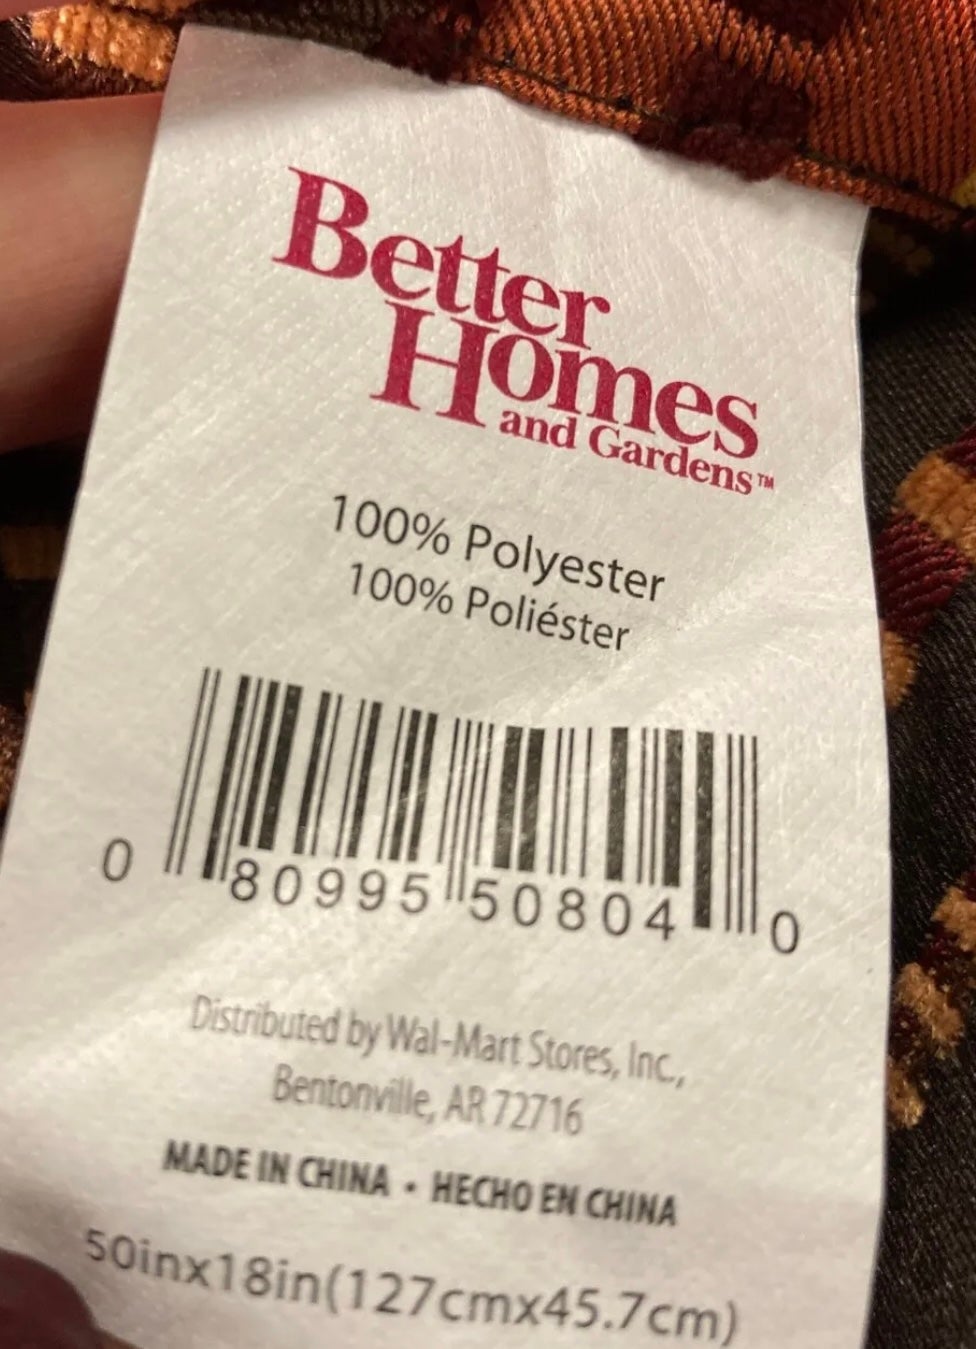 Better
Homes
and Gardens™
100% Polyester
100% Poliéster
0 80995 50804 0
Distributed by Wal-Mart Stores, Inc.,
Bentonville, AR 72716
MADE IN CHINA • HECHO EN CHINA
50inx18in(127cmx45.7cm)